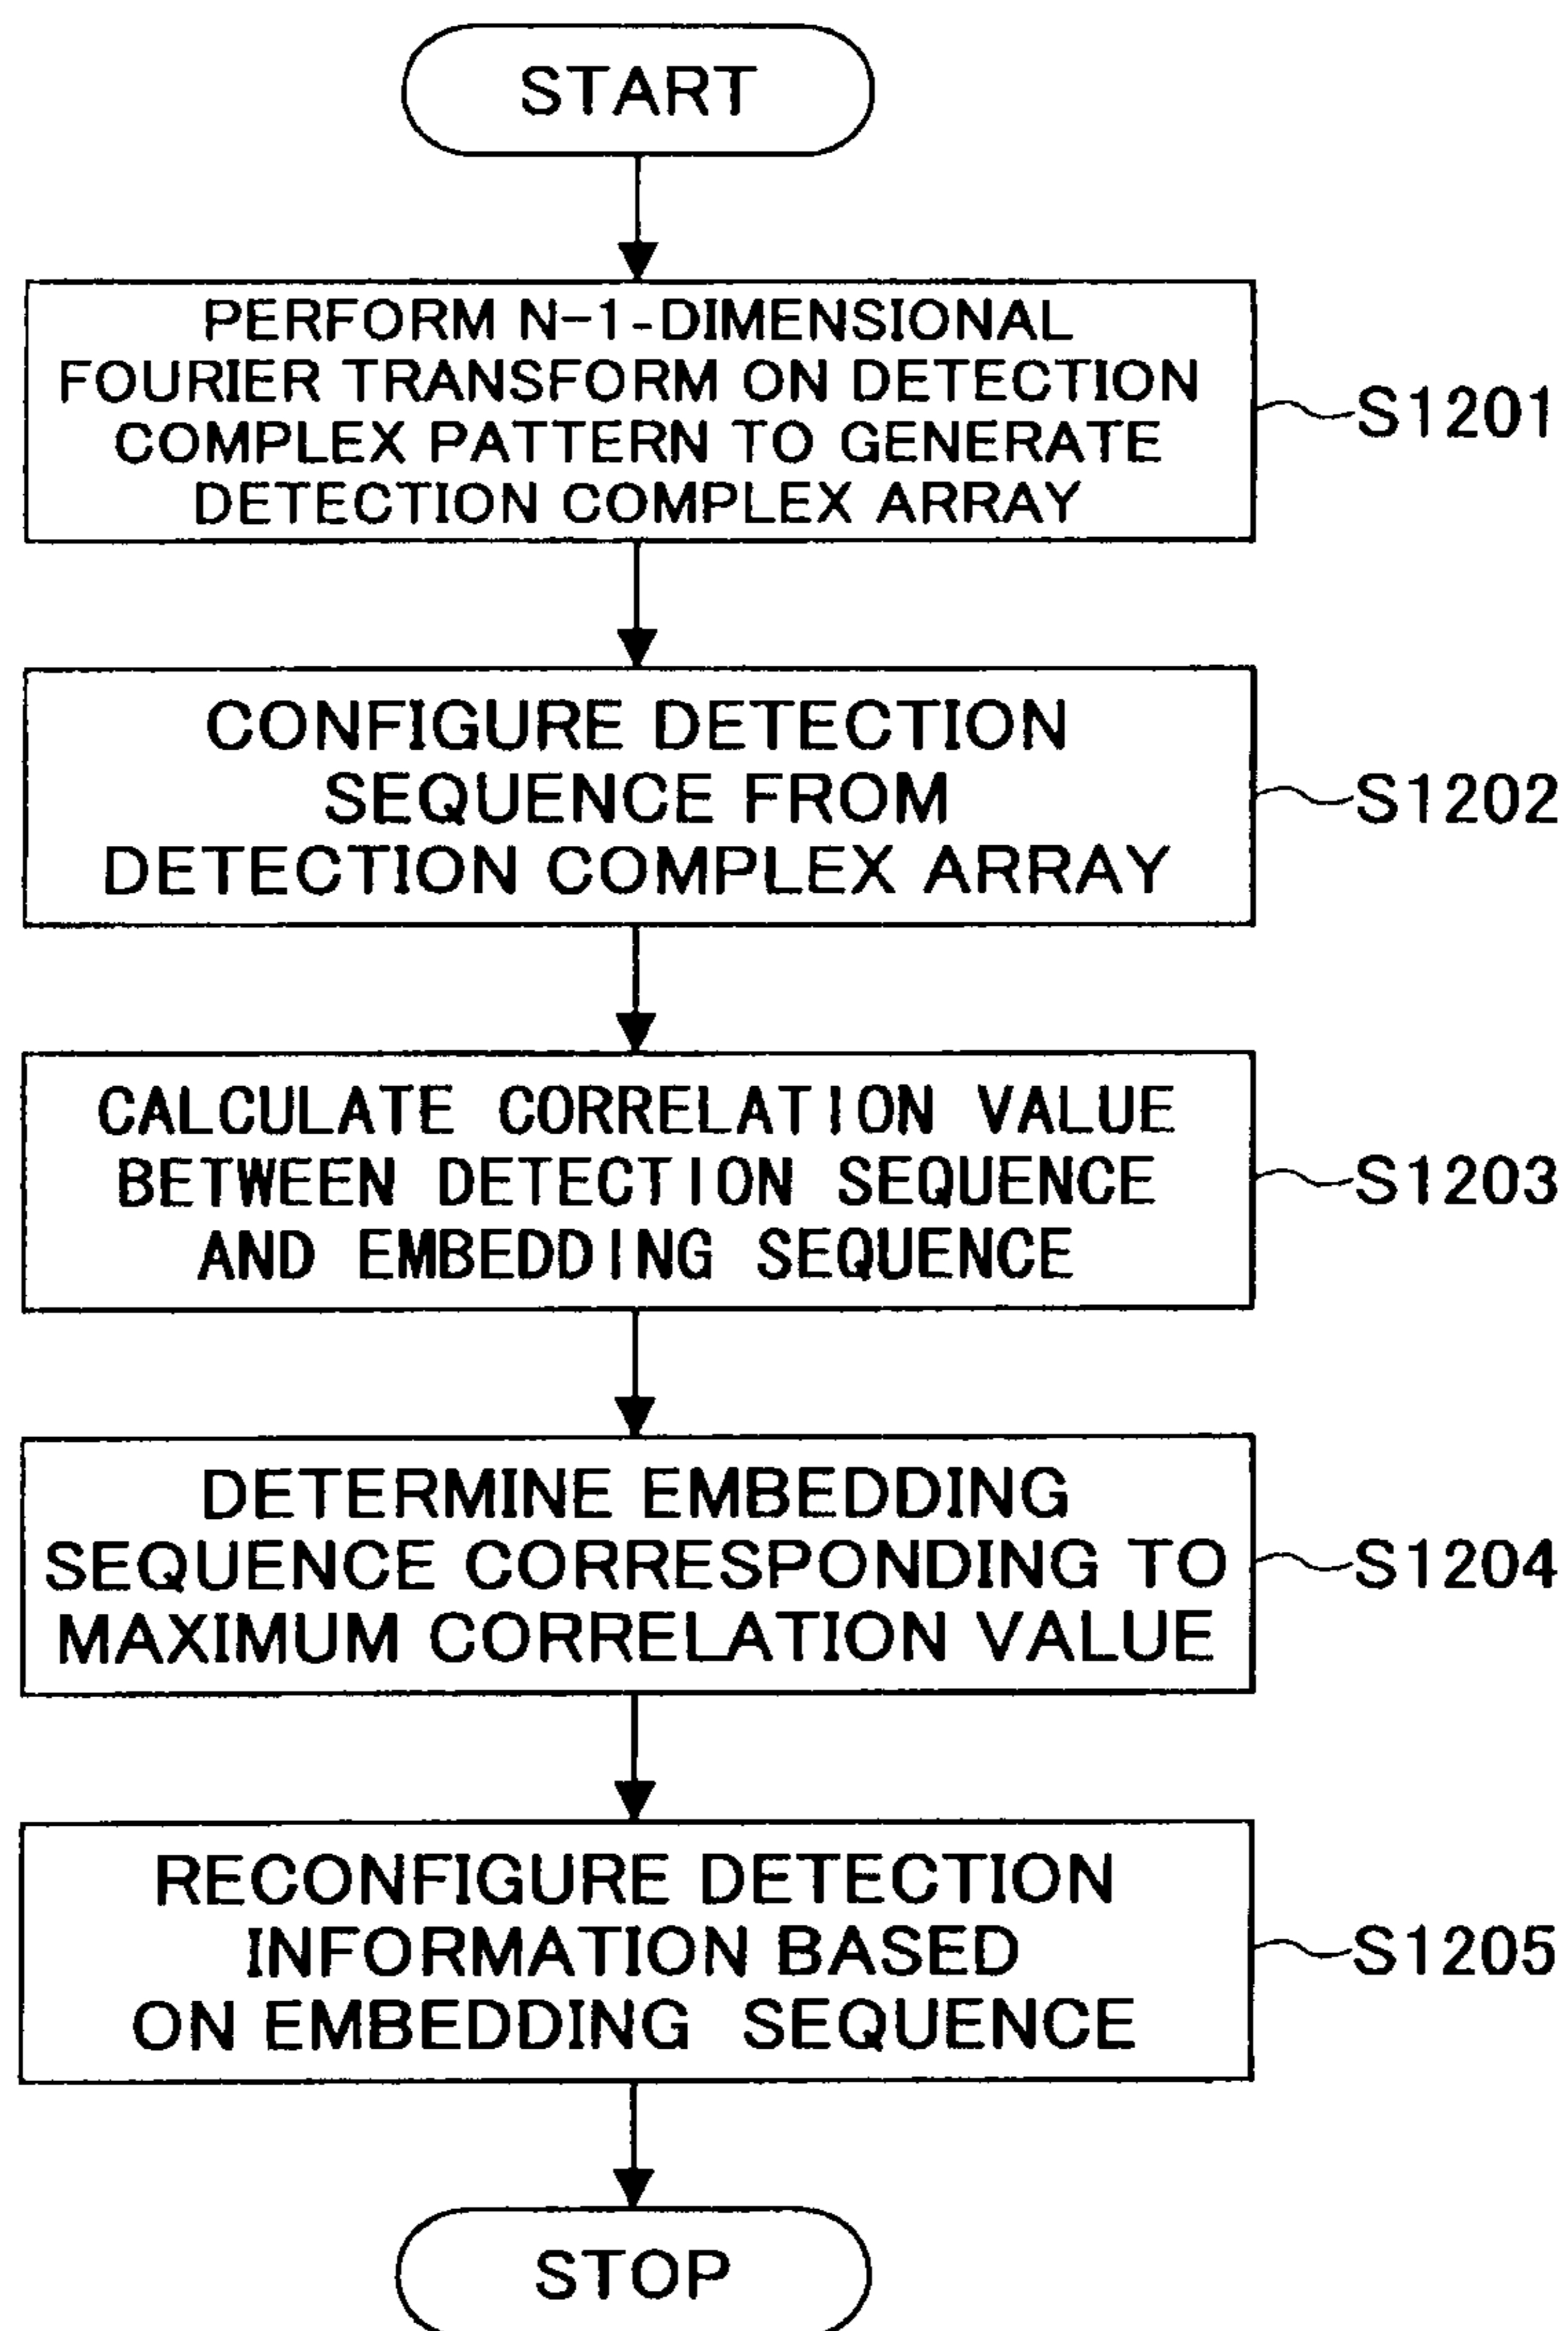 START
PERFORM N-1-DIMENSIONAL
FOURIER TRANSFORM ON DETECTION
COMPLEX PATTERN TO GENERATE
DETECTION COMPLEX ARRAY
S1201
CONFIGURE DETECTION
SEQUENCE FROM
DETECTION COMPLEX ARRAY
S1202
CALCULATE CORRELATION VALUE
BETWEEN DETECTION SEQUENCE
AND EMBEDDING SEQUENCE
S1203
DETERMINE EMBEDDING
SEQUENCE CORRESPONDING TO
MAXIMUM CORRELATION VALUE
S1204
RECONFIGURE DETECTION
INFORMATION BASED
ON EMBEDDING SEQUENCE
S1205
STOP